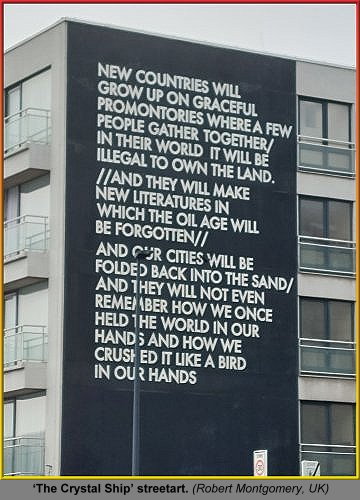 NEW COUNTRIES WILL
GROW UP ON GRACEFUL
PROMONTORIES WHERE A FEW
PEOPLE GATHER TOGETHER/
IN THEIR WORLD IT WILL BE
ILLEGAL TO OWN THE LAND.
//AND THEY WILL MAKE
NEW LITERATURES IN
WHICH THE OIL AGE WILL
BE FORGOTTEN//
AND OUR CITIES WILL BE
FOLDED BACK INTO THE SAND/
AND THEY WILL NOT EVEN
REMEMBER HOW WE ONCE
HELD THE WORLD IN OUR
HANDS AND HOW WE
CRUSHED IT LIKE A BIRD
IN OUR HANDS
'The Crystal Ship' streetart. (Robert Montgomery, UK)